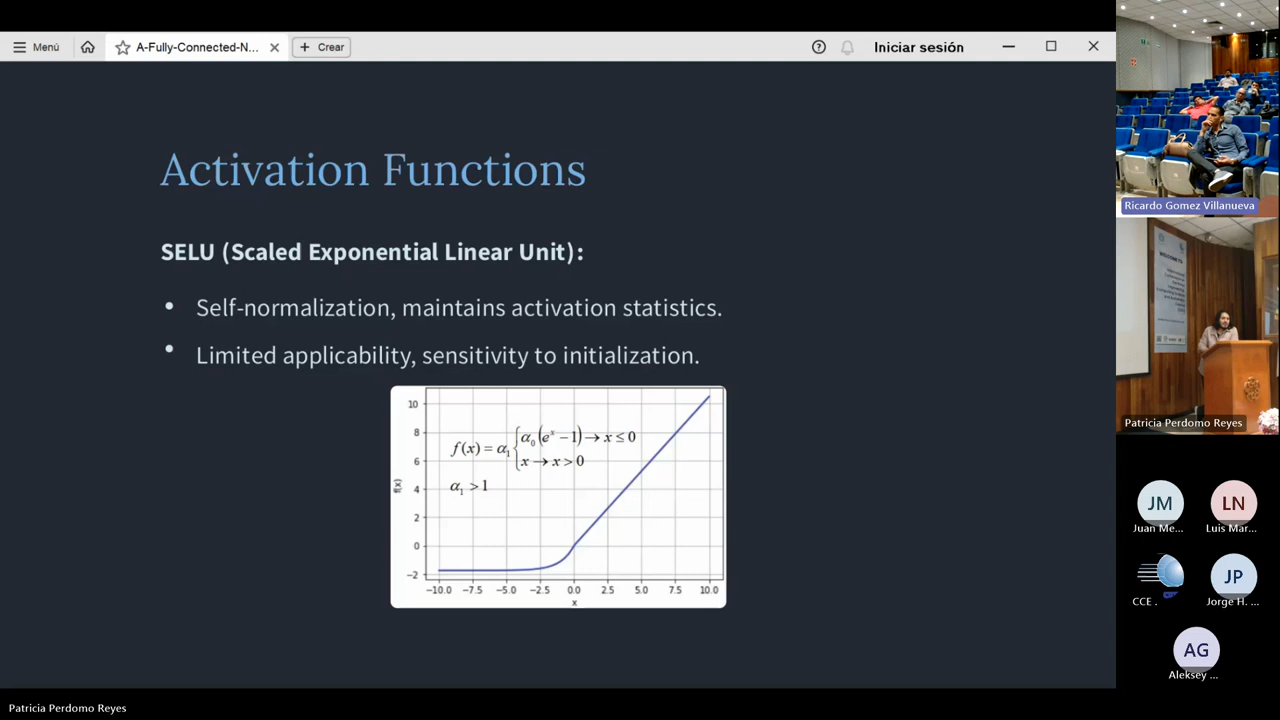 Menú
A-Fully-Connected-N...
Crear
Iniciar sesión
Activation Functions
SELU (Scaled Exponential Linear Unit):
• Self-normalization, maintains activation statistics.
• Limited applicability, sensitivity to initialization.
f(x) = α₁ { α₀(eˣ − 1) → x ≤ 0
x → x > 0
α₁ > 1
10
8
6
4
2
0
−2
f(x)
−10.0 −7.5 −5.0 −2.5 0.0 2.5 5.0 7.5 10.0
x
Ricardo Gomez Villanueva
WELCOME TO
Patricia Perdomo Reyes
JM
Juan Me...
LN
Luis Mar...
CCE .
JP
Jorge H. ...
AG
Aleksey ...
Patricia Perdomo Reyes